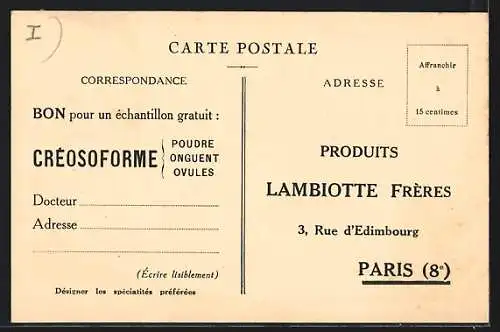 I)
CARTE POSTALE
CORRESPONDANCE
BON pour un échantillon gratuit :
CRÉOSOFORME
POUDRE
ONGUENT
OVULES
Docteur
Adresse
(Écrire lisiblement)
Désigner les spécialités préférées
ADRESSE
Affranchir
à
15 centimes
PRODUITS
LAMBIOTTE FRÈRES
3, Rue d'Edimbourg
PARIS (8e)